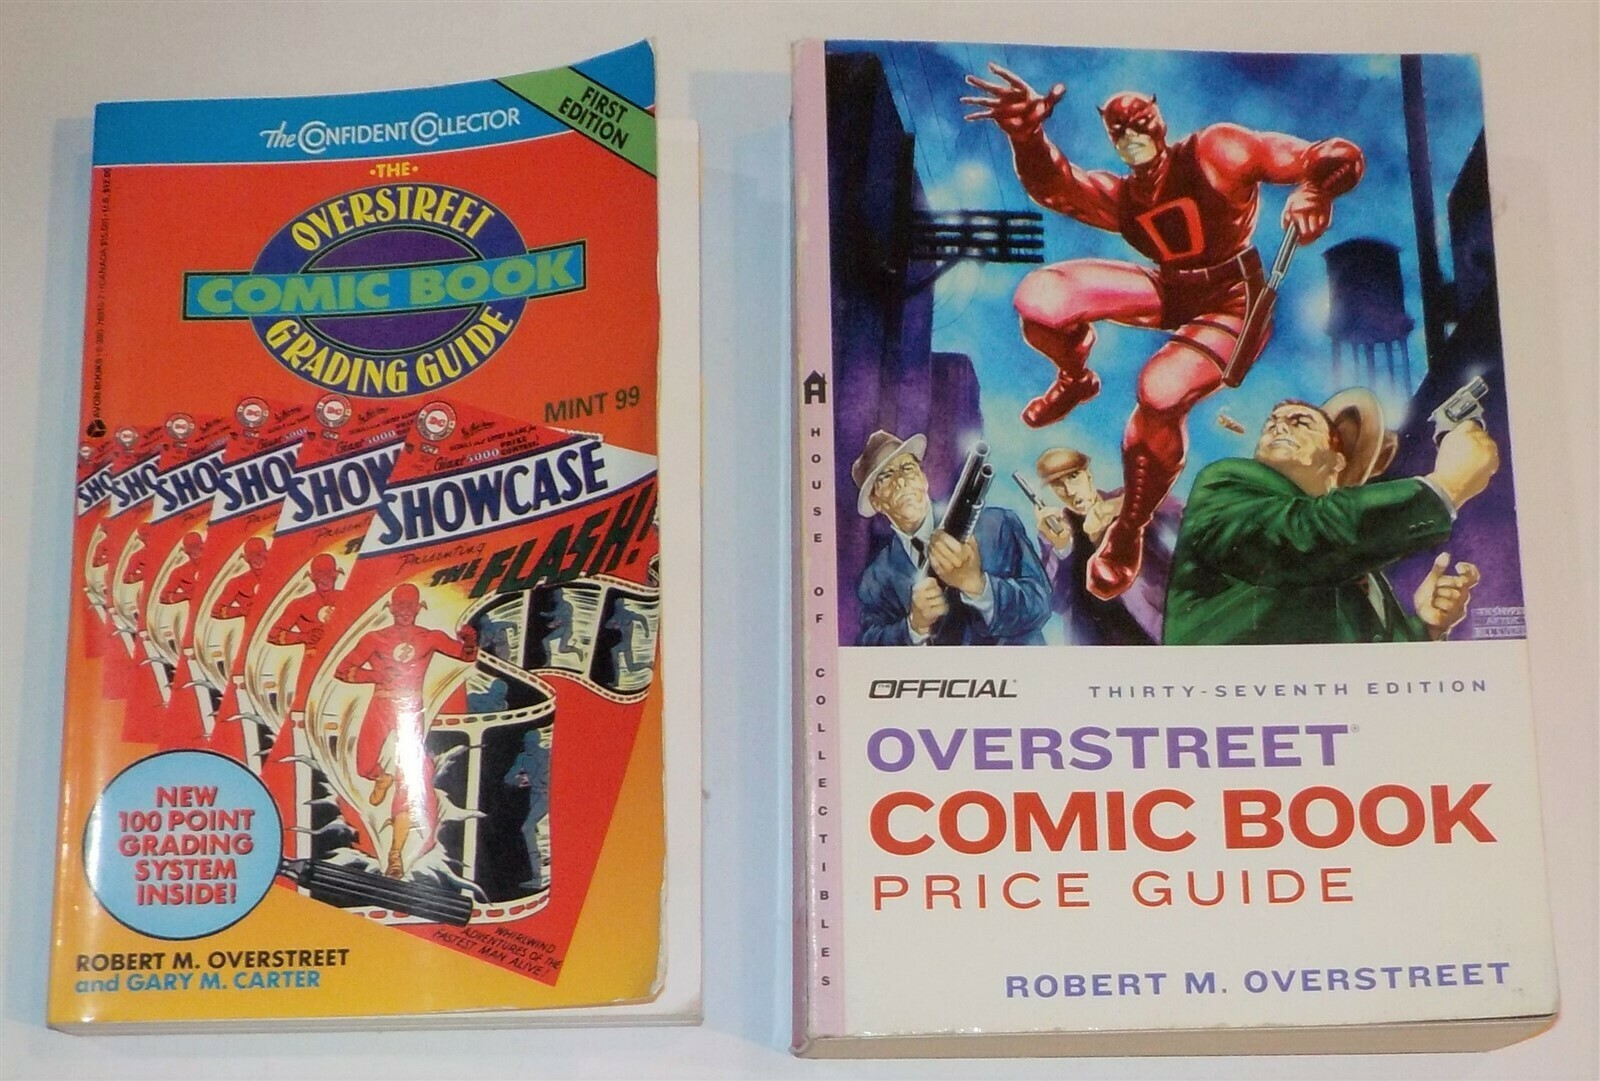 The CONFIDENT COLLECTOR
FIRST
EDITION
·THE·
OVERSTREET
COMIC BOOK
GRADING GUIDE
MINT 99
SHOWCASE
Presenting
THE FLASH!
WHIRLWIND
ADVENTURES OF THE
FASTEST MAN ALIVE!
NEW
100 POINT
GRADING
SYSTEM
INSIDE!
ROBERT M. OVERSTREET
and GARY M. CARTER
AVON BOOKS
A HOUSE OF COLLECTIBLES
D
OFFICIAL
THIRTY-SEVENTH EDITION
OVERSTREET®
COMIC BOOK
PRICE GUIDE
ROBERT M. OVERSTREET